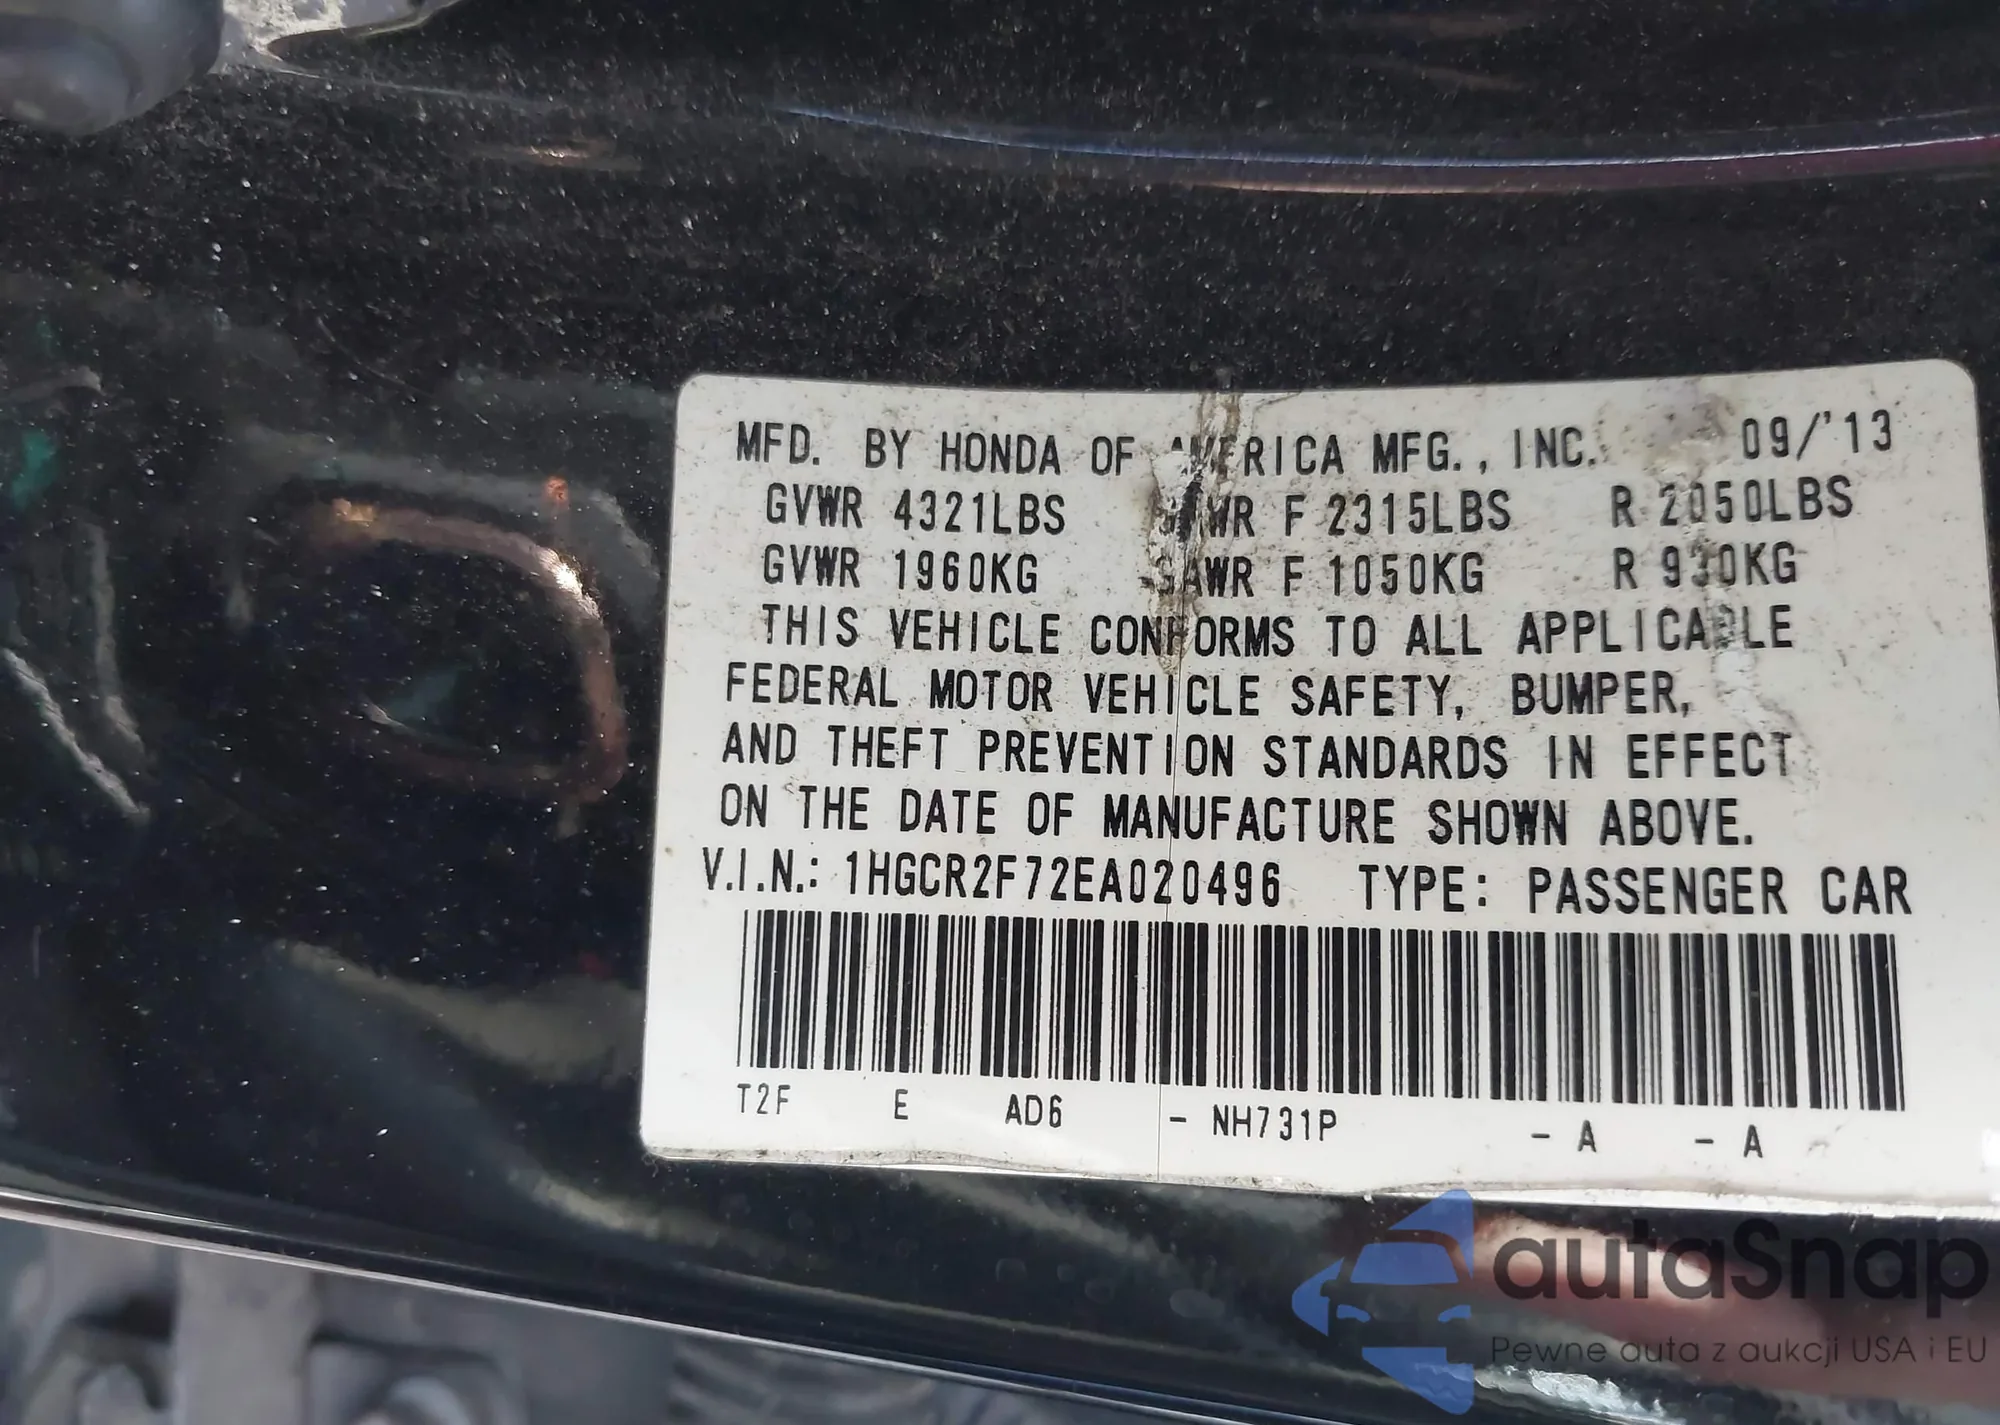 MFD. BY HONDA OF AMERICA MFG., INC. 09/'13
GVWR 4321LBS GAWR F 2315LBS R 2050LBS
GVWR 1960KG GAWR F 1050KG R 930KG
THIS VEHICLE CONFORMS TO ALL APPLICABLE
FEDERAL MOTOR VEHICLE SAFETY, BUMPER,
AND THEFT PREVENTION STANDARDS IN EFFECT
ON THE DATE OF MANUFACTURE SHOWN ABOVE.
V.I.N.: 1HGCR2F72EA020496 TYPE: PASSENGER CAR
T2F E AD6 - NH731P - A - A
autaSnap
Pewne auta z aukcji USA i EU